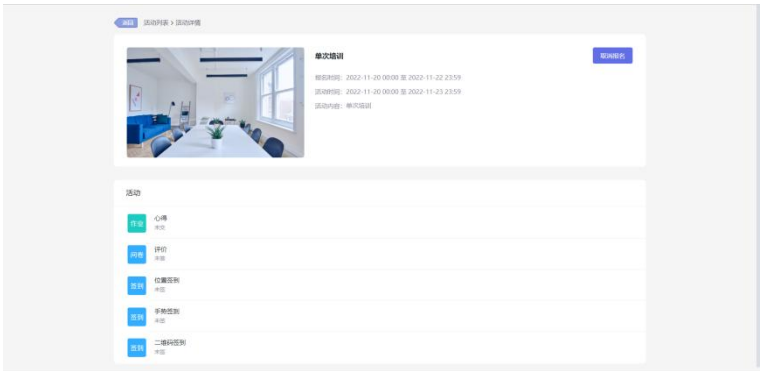 返回 活动列表 > 活动详情
单次培训
取消报名
报名时间：2022-11-20 00:00 至 2022-11-22 23:59
活动时间：2022-11-20 00:00 至 2022-11-23 23:59
活动内容：单次培训
活动
作业 心得
未交
问卷 评价
未答
签到 位置签到
未签
签到 手势签到
未签
签到 二维码签到
未签